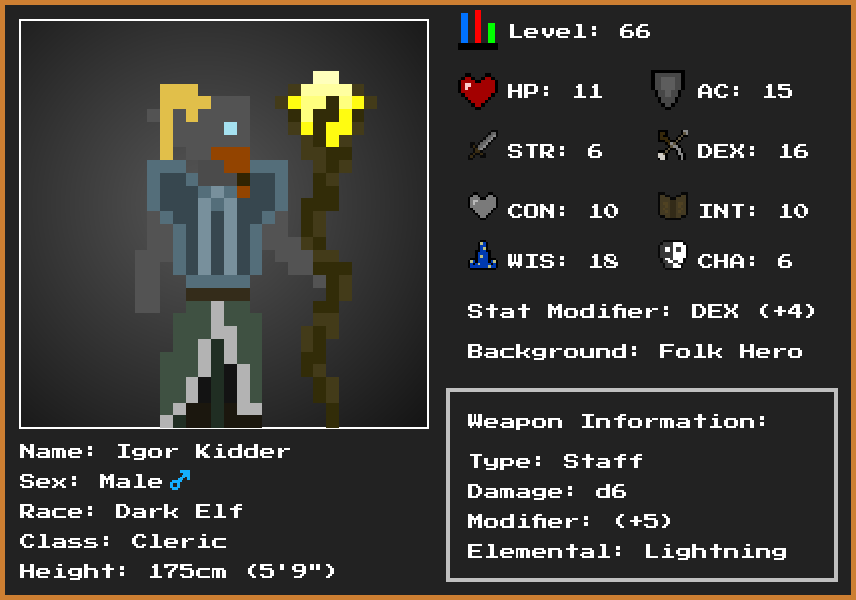 Level: 66
HP: 11
AC: 15
STR: 6
DEX: 16
CON: 10
INT: 10
WIS: 18
CHA: 6
Stat Modifier: DEX (+4)
Background: Folk Hero
Weapon Information:
Type: Staff
Damage: d6
Modifier: (+5)
Elemental: Lightning
Name: Igor Kidder
Sex: Male♂
Race: Dark Elf
Class: Cleric
Height: 175cm (5'9")